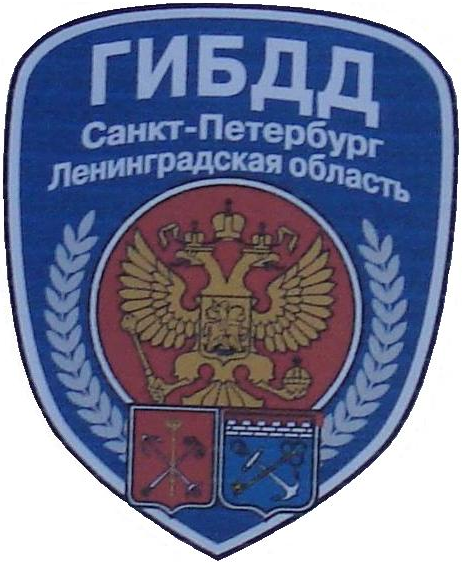 ГИБДД
Санкт-Петербург
Ленинградская область